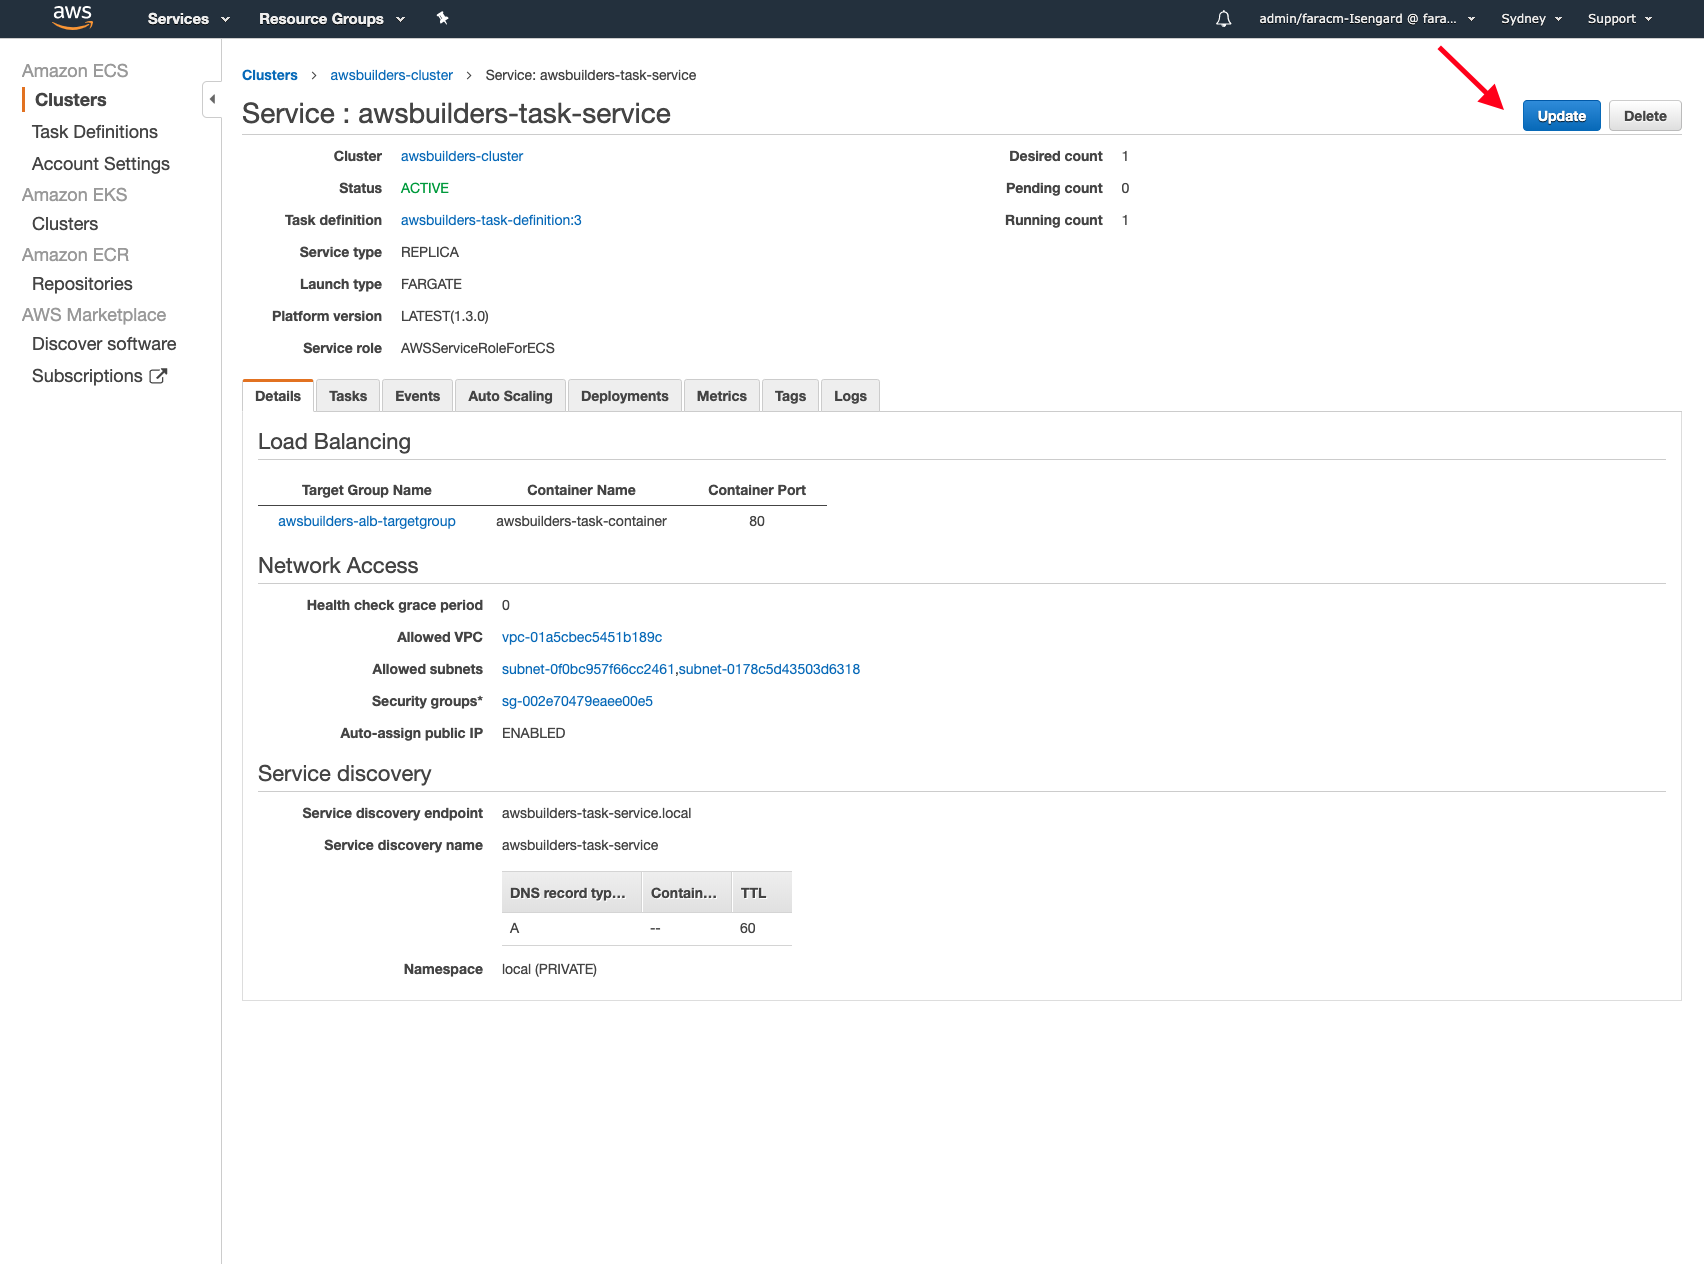 aws Services Resource Groups admin/faracm-Isengard @ fara... Sydney Support
Amazon ECS
Clusters
Task Definitions
Account Settings
Amazon EKS
Clusters
Amazon ECR
Repositories
AWS Marketplace
Discover software
Subscriptions
Clusters > awsbuilders-cluster > Service: awsbuilders-task-service
Service : awsbuilders-task-service
Update Delete
Cluster awsbuilders-cluster
Status ACTIVE
Task definition awsbuilders-task-definition:3
Service type REPLICA
Launch type FARGATE
Platform version LATEST(1.3.0)
Service role AWSServiceRoleForECS
Desired count 1
Pending count 0
Running count 1
Details Tasks Events Auto Scaling Deployments Metrics Tags Logs
Load Balancing
Target Group Name Container Name Container Port
awsbuilders-alb-targetgroup awsbuilders-task-container 80
Network Access
Health check grace period 0
Allowed VPC vpc-01a5cbec5451b189c
Allowed subnets subnet-0f0bc957f66cc2461,subnet-0178c5d43503d6318
Security groups* sg-002e70479eaee00e5
Auto-assign public IP ENABLED
Service discovery
Service discovery endpoint awsbuilders-task-service.local
Service discovery name awsbuilders-task-service
DNS record typ... Contain... TTL
A -- 60
Namespace local (PRIVATE)